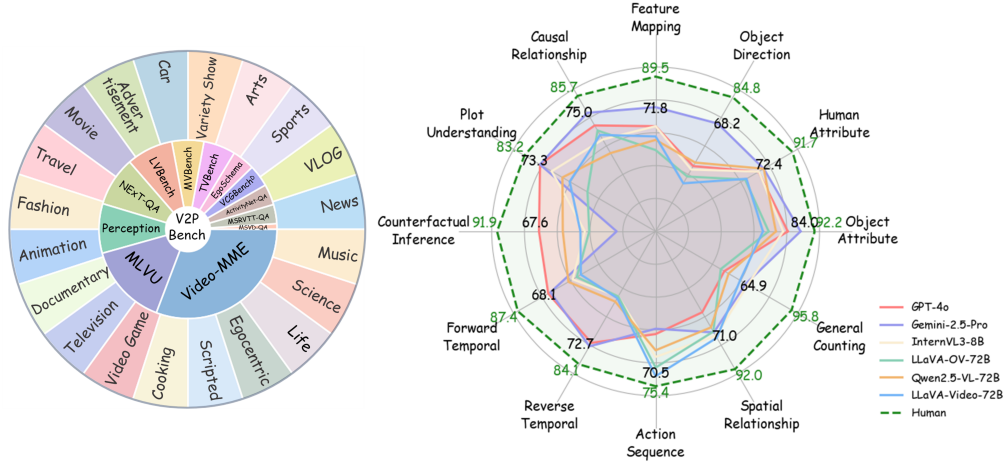 Car
Variety Show
Arts
Sports
VLOG
News
Music
Science
Life
Egocentric
Scripted
Cooking
Video Game
Television
Documentary
Animation
Fashion
Travel
Movie
Adver
tisement
LVBench
MVBench
TVBench
EgoSchema
VCGBenchD
ActivityNet-QA
MSRVTT-QA
MSVD-QA
Video-MME
MLVU
Perception
NExT-QA
V2P
Bench
Feature
Mapping
89.5
71.8
Object
Direction
84.8
68.2
Human
Attribute
91.7
72.4
Object
Attribute
92.2
84.0
General
Counting
95.8
64.9
Spatial
Relationship
92.0
71.0
Action
Sequence
75.4
70.5
Reverse
Temporal
84.1
72.7
Forward
Temporal
87.4
68.1
Counterfactual
Inference
91.9
67.6
Plot
Understanding
83.2
73.3
Causal
Relationship
85.7
75.0
GPT-4o
Gemini-2.5-Pro
InternVL3-8B
LLaVA-OV-72B
Qwen2.5-VL-72B
LLaVA-Video-72B
Human